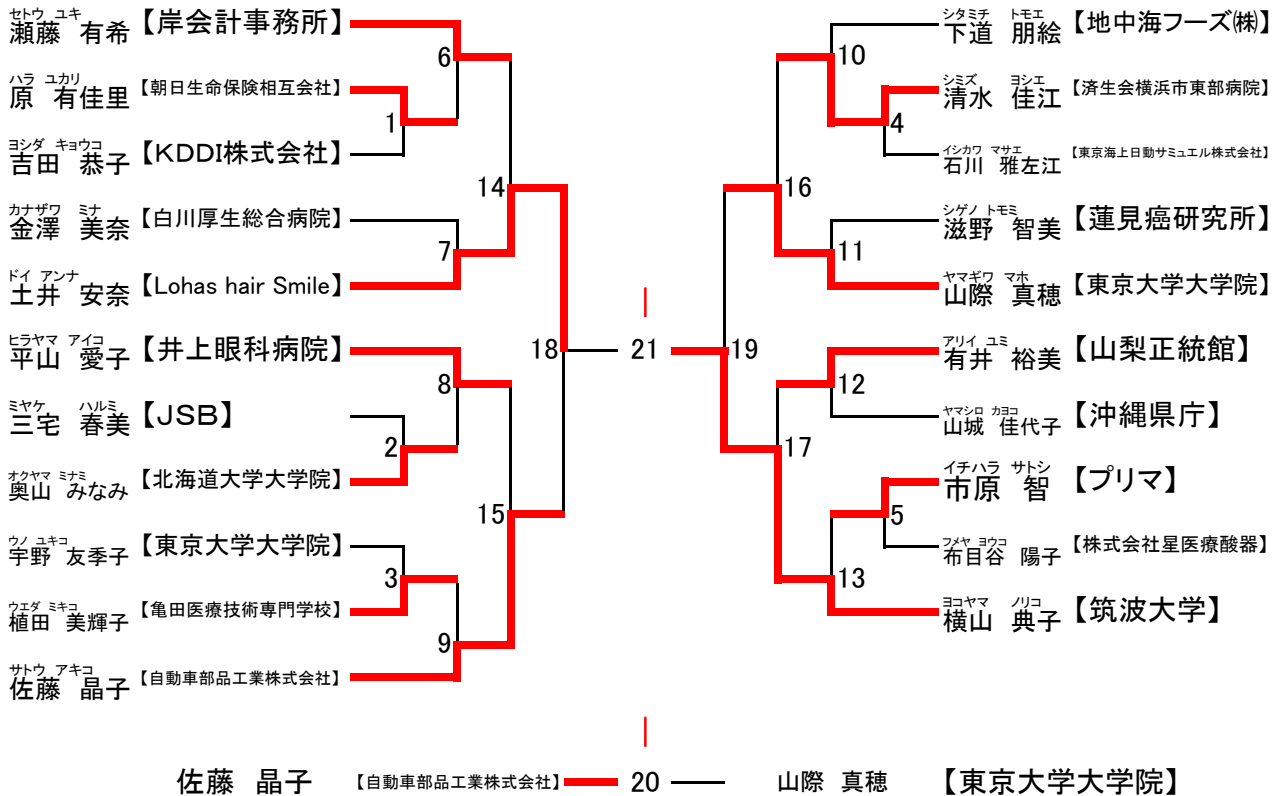 セトウ ユキ
瀬藤 有希 【岸会計事務所】
6
ハラ ユカリ
原 有佳里 【朝日生命保険相互会社】
1
ヨシダ キョウコ
吉田 恭子 【KDDI株式会社】
14
カナザワ ミナ
金澤 美奈 【白川厚生総合病院】
7
ドイ アンナ
土井 安奈 【Lohas hair Smile】
18
ヒラヤマ アイコ
平山 愛子 【井上眼科病院】
8
ミヤケ ハルミ
三宅 春美 【JSB】
2
オクヤマ ミナミ
奥山 みなみ 【北海道大学大学院】
15
ウノ ユキコ
宇野 友季子 【東京大学大学院】
3
ウエダ ミキコ
植田 美輝子 【亀田医療技術専門学校】
9
サトウ アキコ
佐藤 晶子 【自動車部品工業株式会社】
21
シタミチ トモエ
下道 朋絵 【地中海フーズ㈱】
10
シミズ ヨシエ
清水 佳江 【済生会横浜市東部病院】
4
イシカワ マサエ
石川 雅左江 【東京海上日動サミュエル株式会社】
16
シゲノ トモミ
滋野 智美 【蓮見癌研究所】
11
ヤマギワ マホ
山際 真穂 【東京大学大学院】
19
アリイ ユミ
有井 裕美 【山梨正統館】
12
ヤマシロ カヨコ
山城 佳代子 【沖縄県庁】
17
イチハラ サトシ
市原 智 【プリマ】
5
フメヤ ヨウコ
布目谷 陽子 【株式会社星医療酸器】
13
ヨコヤマ ノリコ
横山 典子 【筑波大学】
佐藤 晶子 【自動車部品工業株式会社】 20 山際 真穂 【東京大学大学院】